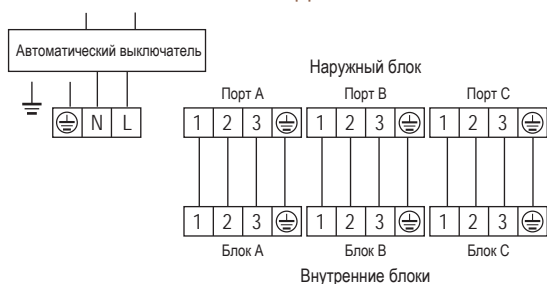 Автоматический выключатель
Наружный блок
Порт A Порт B Порт C
N L 1 2 3 1 2 3 1 2 3
1 2 3 1 2 3 1 2 3
Блок A Блок B Блок C
Внутренние блоки